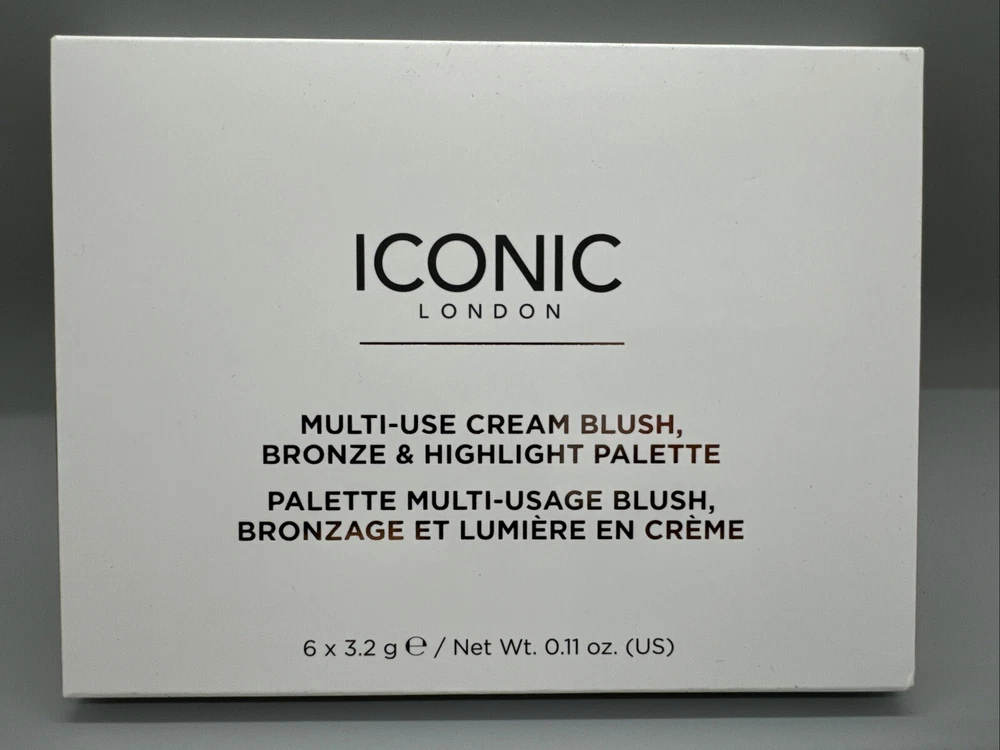 ICONIC
LONDON
MULTI-USE CREAM BLUSH,
BRONZE & HIGHLIGHT PALETTE
PALETTE MULTI-USAGE BLUSH,
BRONZAGE ET LUMIÈRE EN CRÈME
6 x 3.2 g ℮ / Net Wt. 0.11 oz. (US)